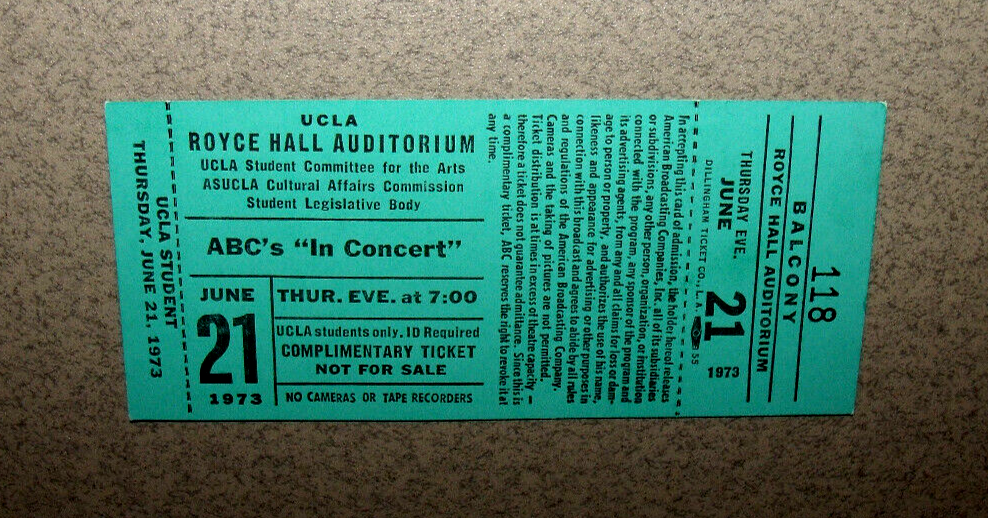 UCLA STUDENT
THURSDAY, JUNE 21, 1973
UCLA
ROYCE HALL AUDITORIUM
UCLA Student Committee for the Arts
ASUCLA Cultural Affairs Commission
Student Legislative Body
ABC's "In Concert"
JUNE
21
1973
THUR. EVE. at 7:00
UCLA students only. ID Required
COMPLIMENTARY TICKET
NOT FOR SALE
NO CAMERAS OR TAPE RECORDERS
In accepting this card of admission, the holder hereof releases
American Broadcasting Companies, Inc., all of its subsidiaries
or subdivisions, any other person, organization, or institution
connected with the program, any sponsor of the program and
its advertising agents, from any and all claims for loss or dam-
age to person or property, and authorizes the use of his name,
likeness and appearance for advertising or other purposes in
connection with this broadcast and agrees to abide by all rules
and regulations of the American Broadcasting Company.
Cameras and the taking of pictures are not permitted.
Ticket distribution is at times in excess of theatre capacity —
therefore a ticket does not guarantee admittance. Since this is
a complimentary ticket, ABC reserves the right to revoke it at
any time.
118
BALCONY
ROYCE HALL AUDITORIUM
THURSDAY EVE.
JUNE
21
1973
DILLINGHAM TICKET CO., L.A. 55